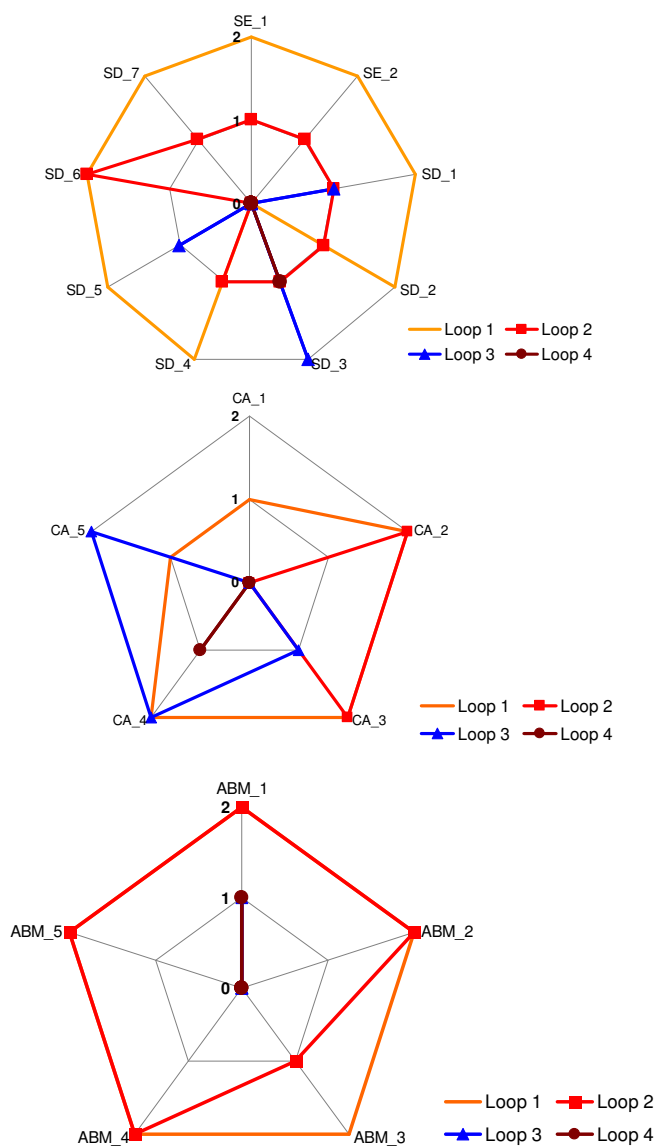 SE_1
2
SD_7
SE_2
1
SD_6
SD_1
0
SD_5
SD_2
SD_4
SD_3
Loop 1
Loop 2
Loop 3
Loop 4
CA_1
2
1
CA_5
CA_2
0
CA_4
CA_3
Loop 1
Loop 2
Loop 3
Loop 4
ABM_1
2
1
ABM_5
ABM_2
0
ABM_4
ABM_3
Loop 1
Loop 2
Loop 3
Loop 4